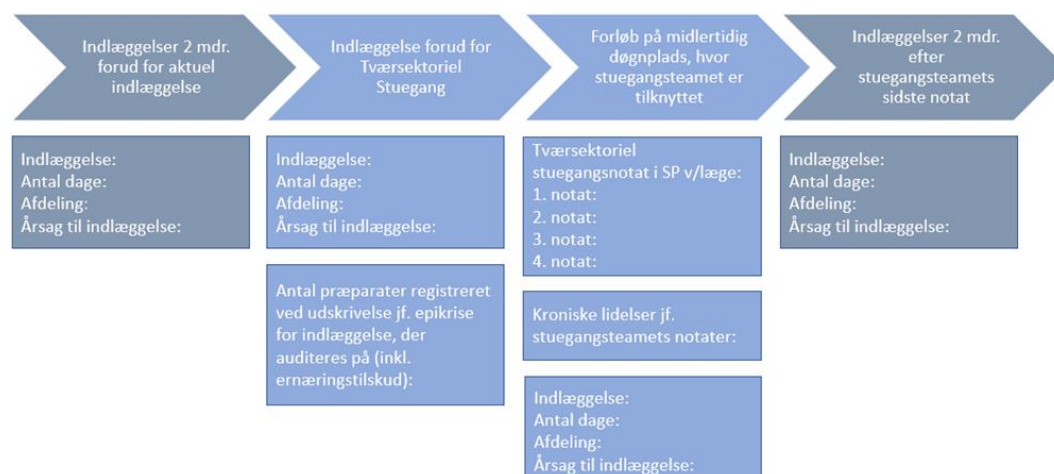 Indlæggelser 2 mdr.
forud for aktuel
indlæggelse
Indlæggelse forud for
Tværsektoriel
Stuegang
Forløb på midlertidig
døgnplads, hvor
stuegangsteamet er
tilknyttet
Indlæggelser 2 mdr.
efter
stuegangsteamets
sidste notat
Indlæggelse:
Antal dage:
Afdeling:
Årsag til indlæggelse:
Indlæggelse:
Antal dage:
Afdeling:
Årsag til indlæggelse:
Antal præparater registreret
ved udskrivelse jf. epikrise
for indlæggelse, der
auditeres på (inkl.
ernæringstilskud):
Tværsektoriel
stuegangsnotat i SP v/læge:
1. notat:
2. notat:
3. notat:
4. notat:
Kroniske lidelser jf.
stuegangsteamets notater:
Indlæggelse:
Antal dage:
Afdeling:
Årsag til indlæggelse:
Indlæggelse:
Antal dage:
Afdeling:
Årsag til indlæggelse: